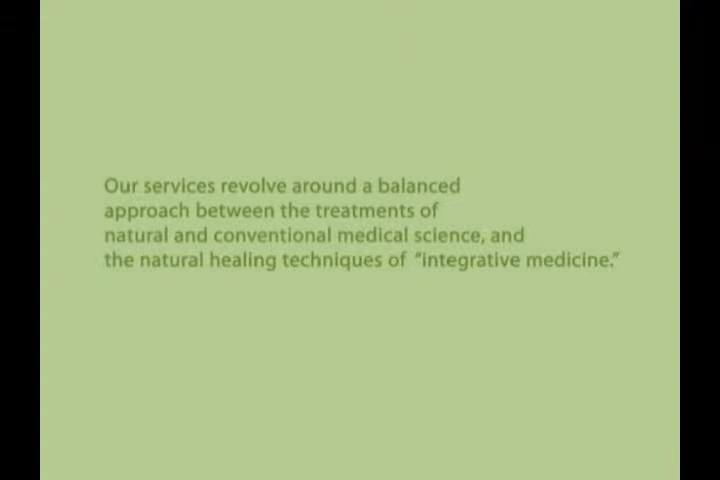 Our services revolve around a balanced
approach between the treatments of
natural and conventional medical science, and
the natural healing techniques of “integrative medicine.”